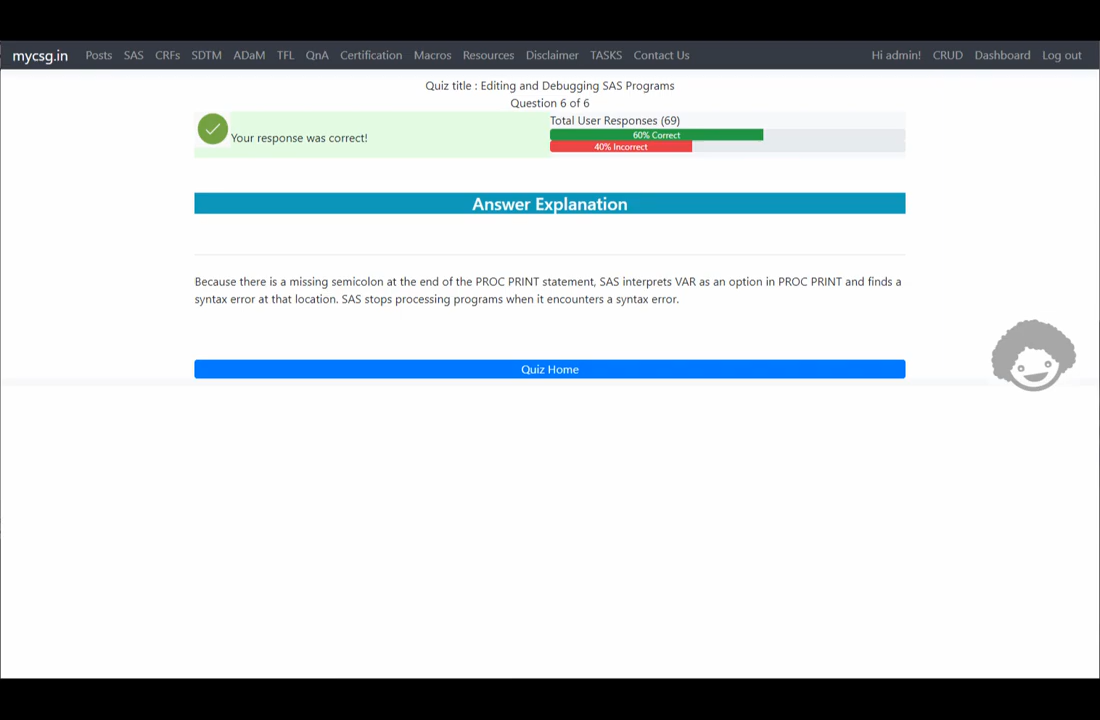 mycsg.in Posts SAS CRFs SDTM ADaM TFL QnA Certification Macros Resources Disclaimer TASKS Contact Us Hi admin! CRUD Dashboard Log out
Quiz title : Editing and Debugging SAS Programs
Question 6 of 6
Your response was correct!
Total User Responses (69)
60% Correct
40% Incorrect
Answer Explanation
Because there is a missing semicolon at the end of the PROC PRINT statement, SAS interprets VAR as an option in PROC PRINT and finds a
syntax error at that location. SAS stops processing programs when it encounters a syntax error.
Quiz Home